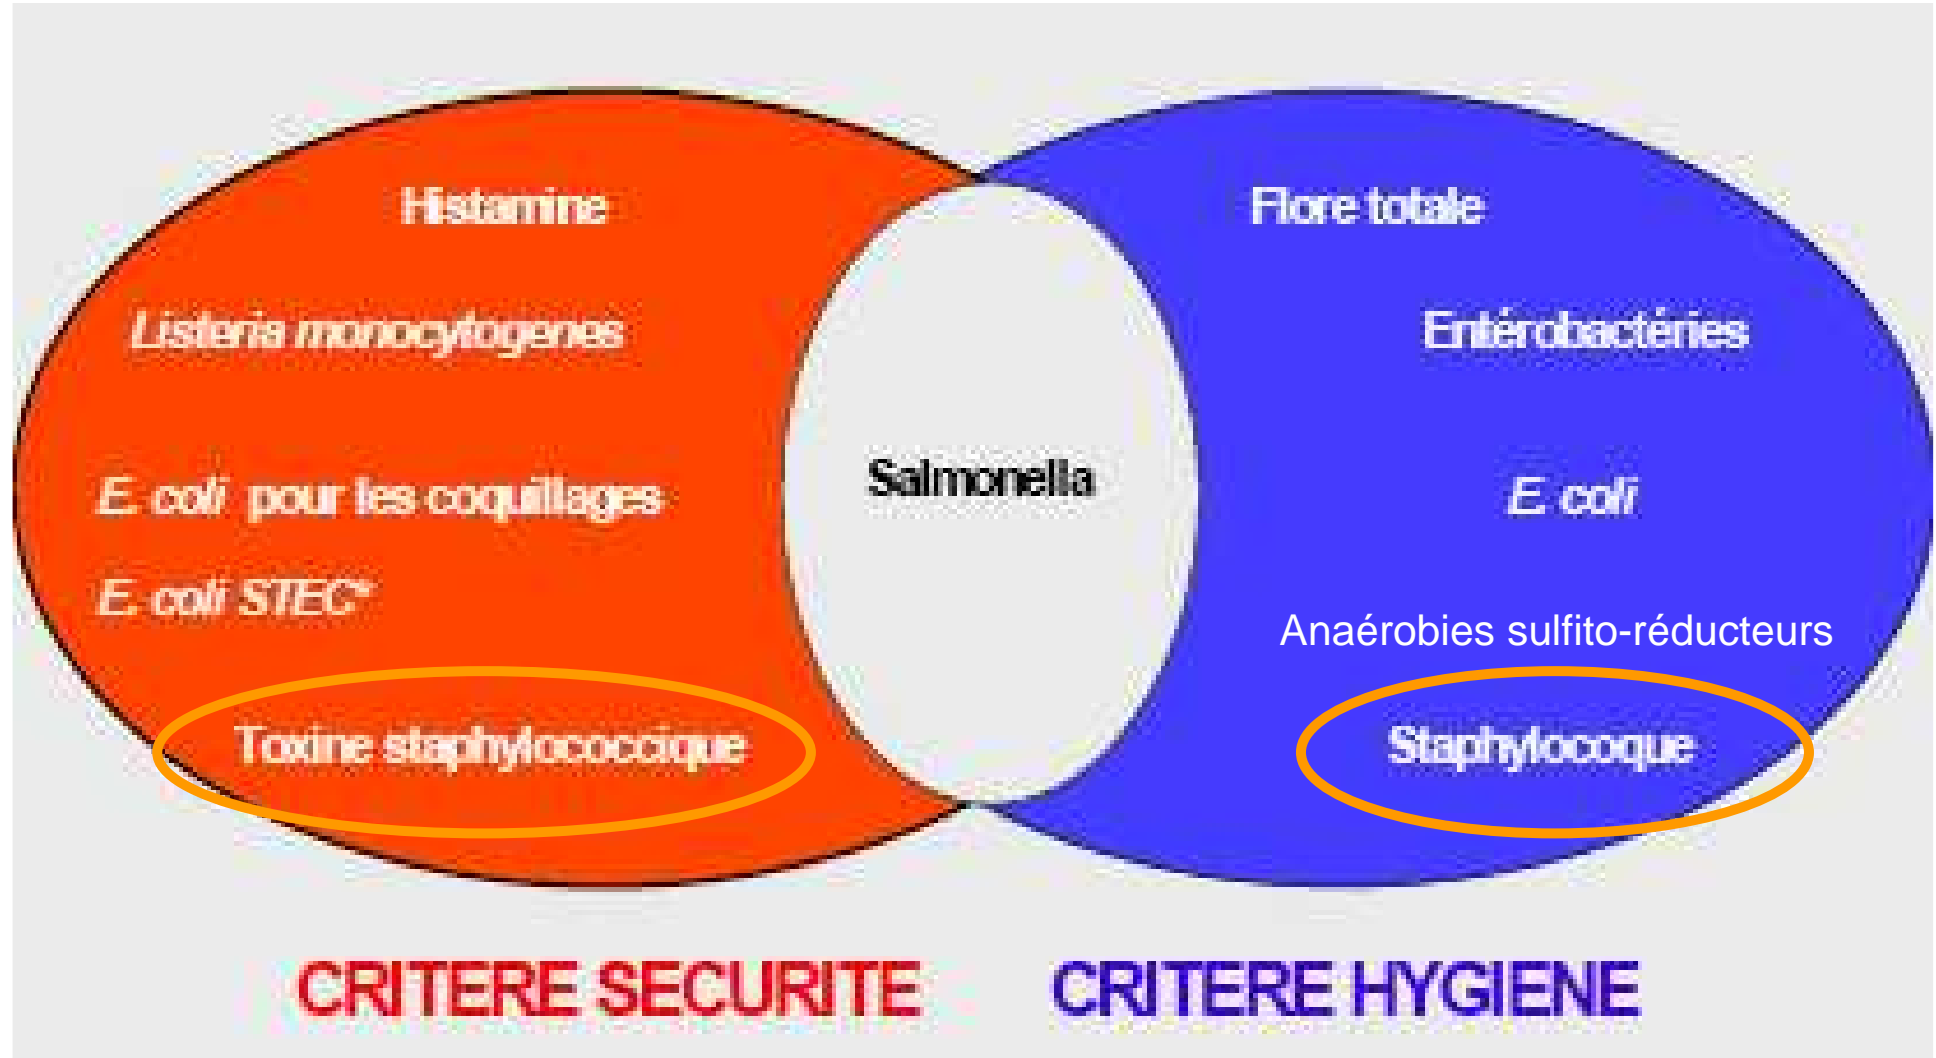 Histamine
Listeria monocytogenes
E. coli pour les coquillages
E. coli STEC*
Toxine staphylococcique
Salmonella
Flore totale
Entérobactéries
E. coli
Anaérobies sulfito-réducteurs
Staphylocoque
CRITERE SECURITE
CRITERE HYGIENE